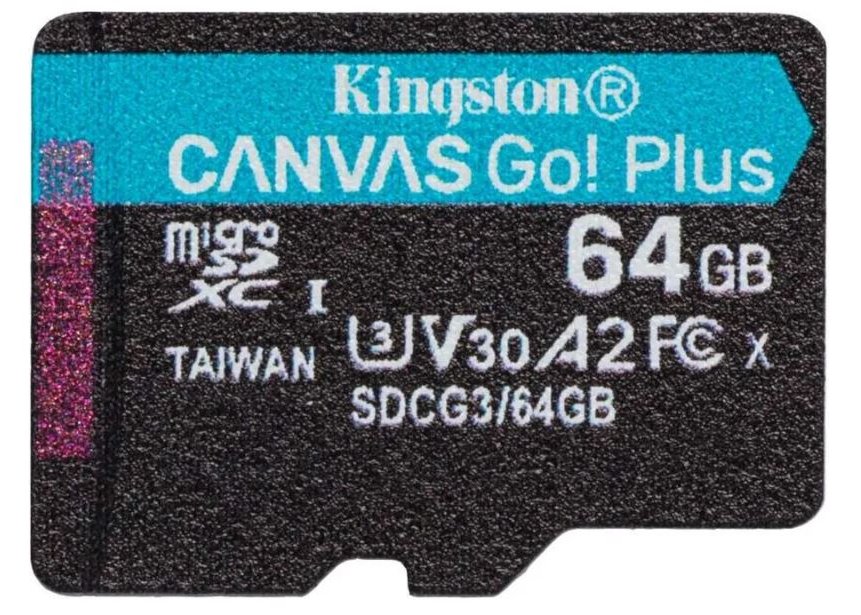 Kingston®
CANVAS Go! Plus
micro SD XC I
64GB
TAIWAN
U3 V30 A2 FC X
SDCG3/64GB